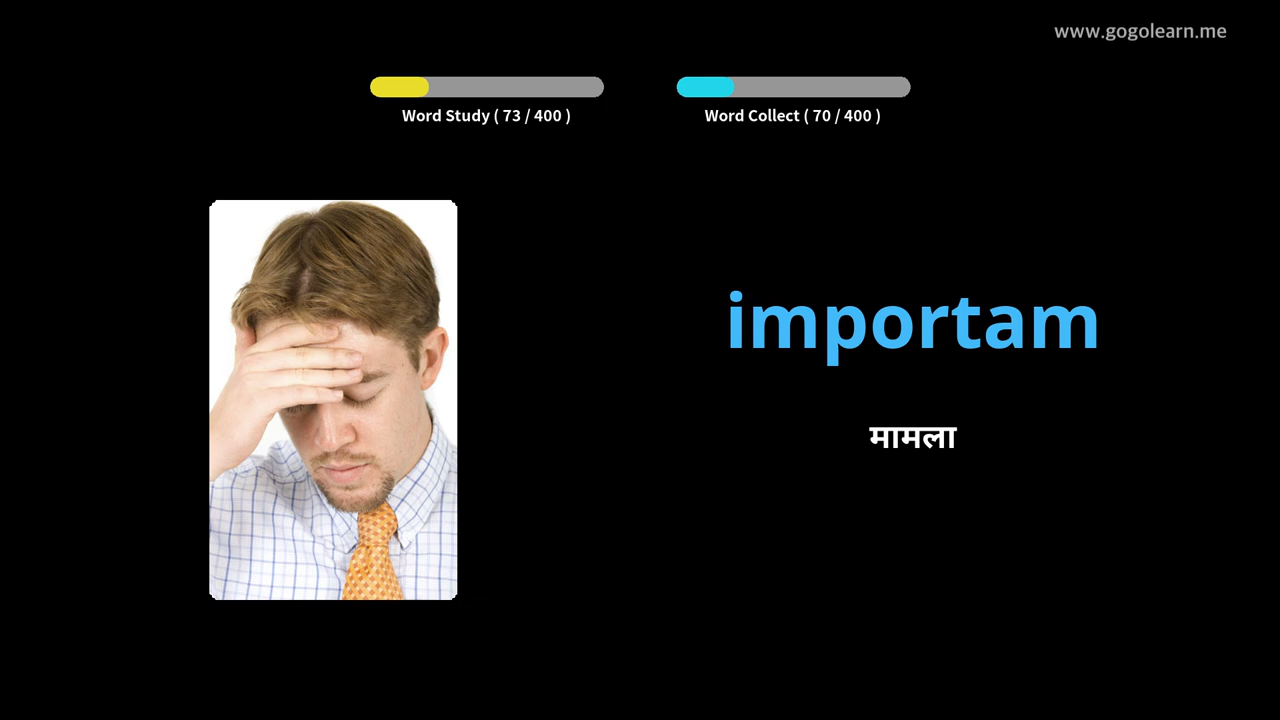 www.gogolearn.me
Word Study ( 73 / 400 )
Word Collect ( 70 / 400 )
importam
मामला